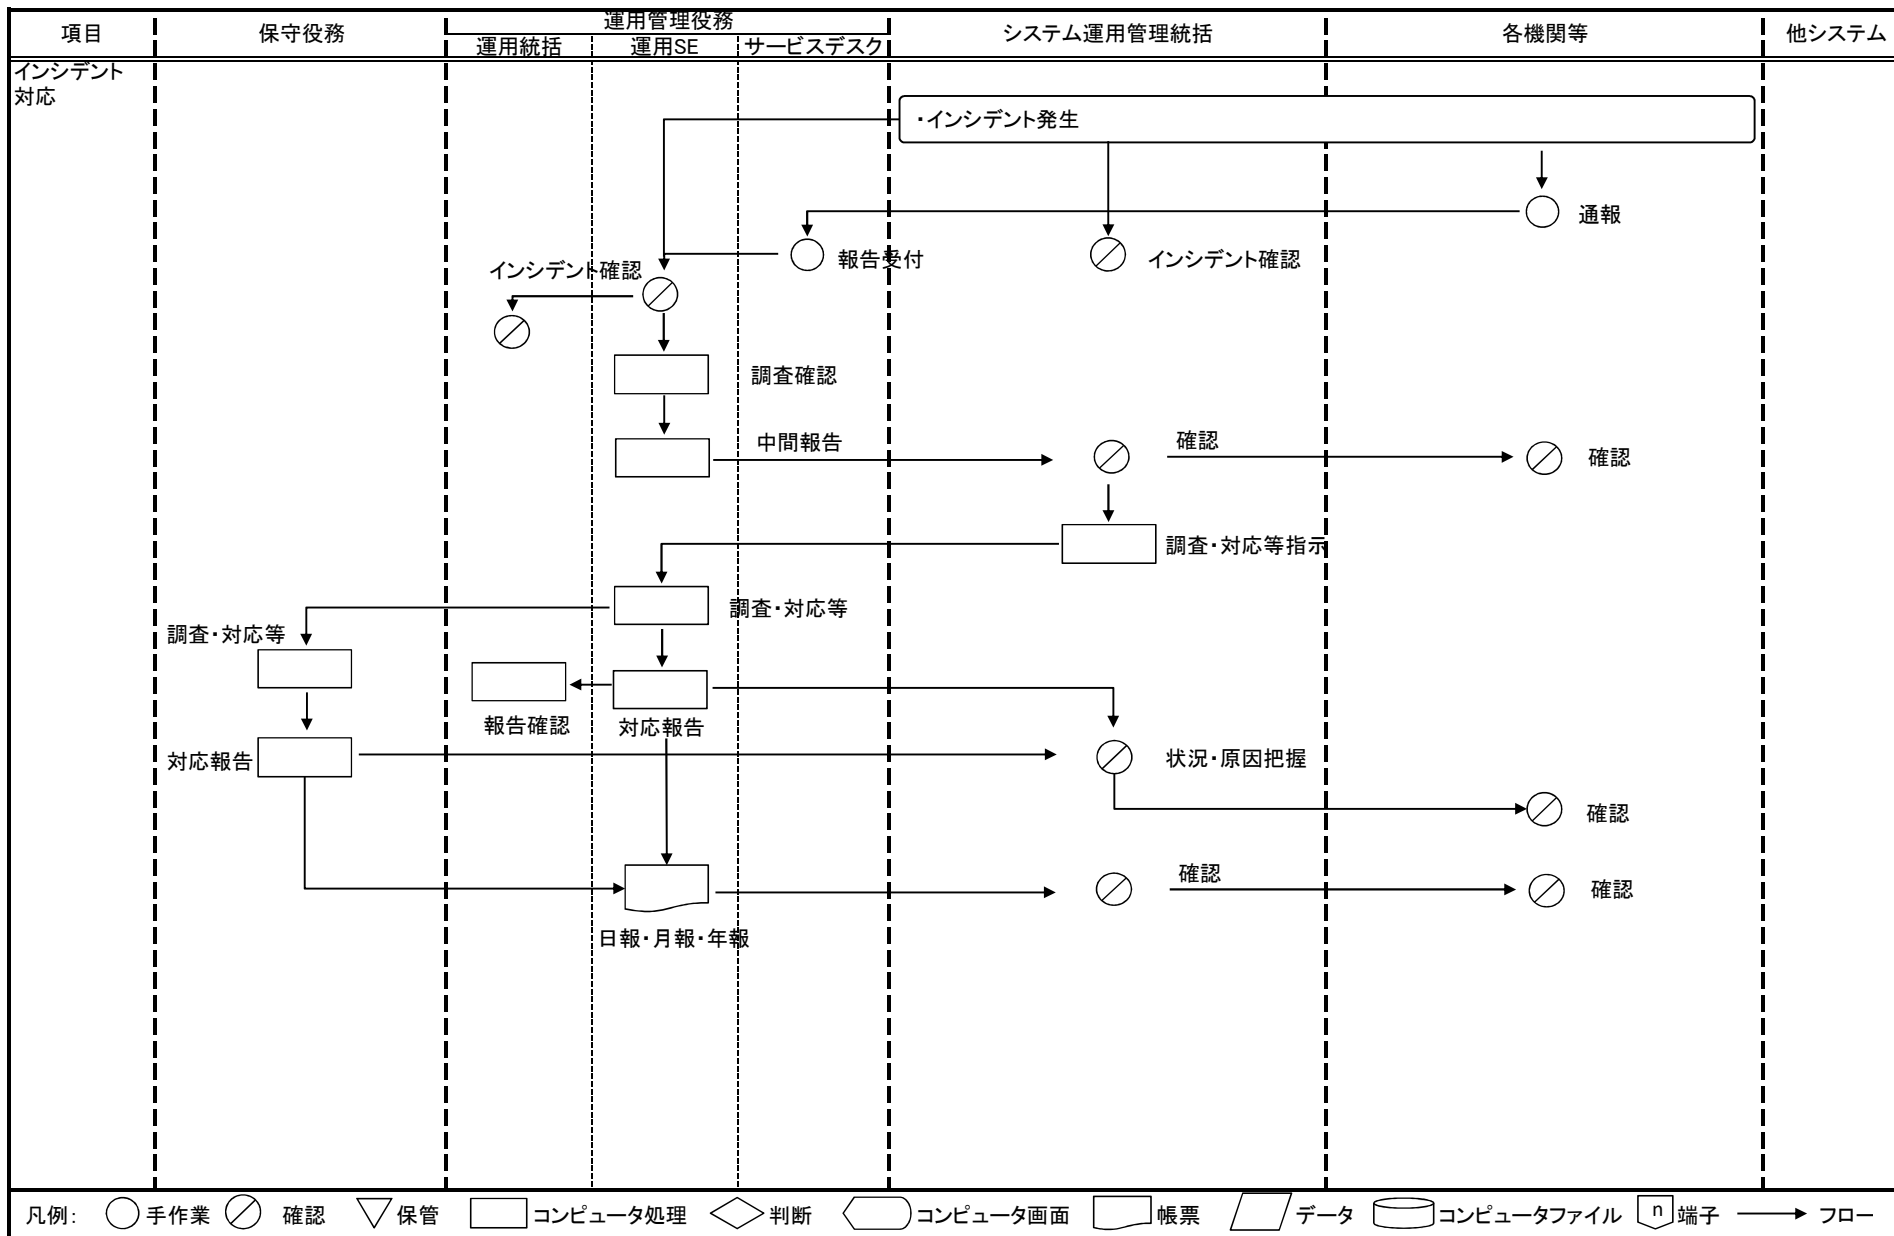 項目
保守役務
運用管理役務
運用統括
運用SE
サービスデスク
システム運用管理統括
各機関等
他システム
インシデント
対応
・インシデント発生
通報
報告受付
インシデント確認
インシデント確認
調査確認
中間報告
確認
確認
調査・対応等指示
調査・対応等
調査・対応等
報告確認
対応報告
対応報告
状況・原因把握
確認
確認
確認
日報・月報・年報
凡例: 手作業 確認 保管 コンピュータ処理 判断 コンピュータ画面 帳票 データ コンピュータファイル n 端子 フロー